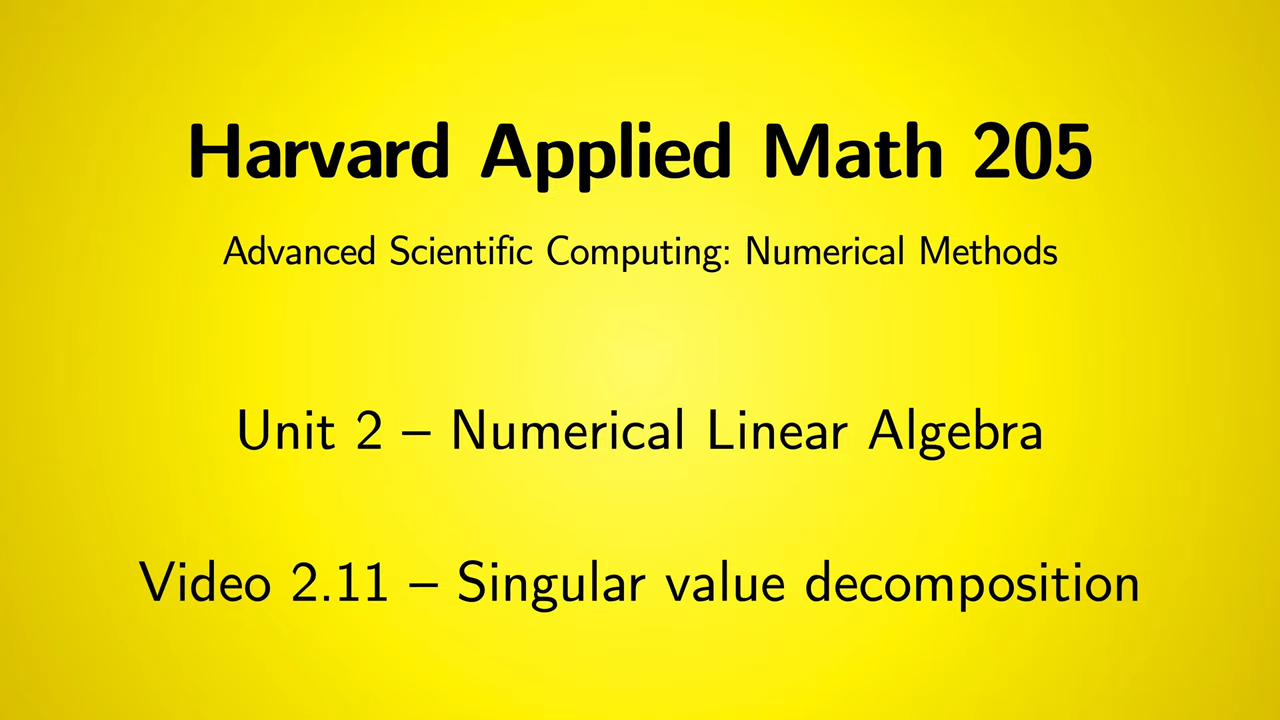 Harvard Applied Math 205
Advanced Scientific Computing: Numerical Methods
Unit 2 – Numerical Linear Algebra
Video 2.11 – Singular value decomposition